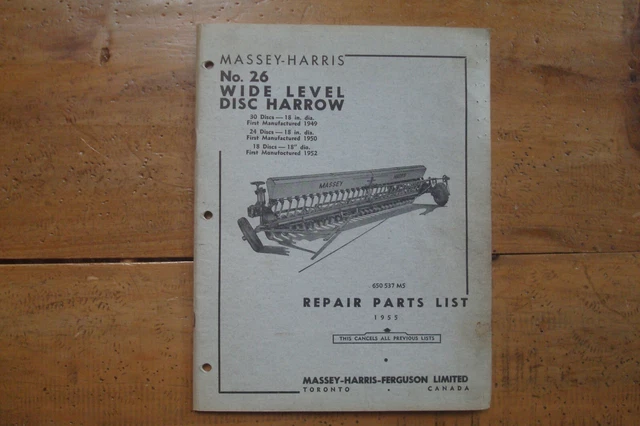 MASSEY-HARRIS
No. 26
WIDE LEVEL
DISC HARROW
30 Discs — 18 in. dia.
First Manufactured 1949
24 Discs — 18 in. dia.
First Manufactured 1950
18 Discs — 18" dia.
First Manufactured 1952
MASSEY HARRIS
650 537 M5
REPAIR PARTS LIST
1955
THIS CANCELS ALL PREVIOUS LISTS
MASSEY-HARRIS-FERGUSON LIMITED
TORONTO • CANADA